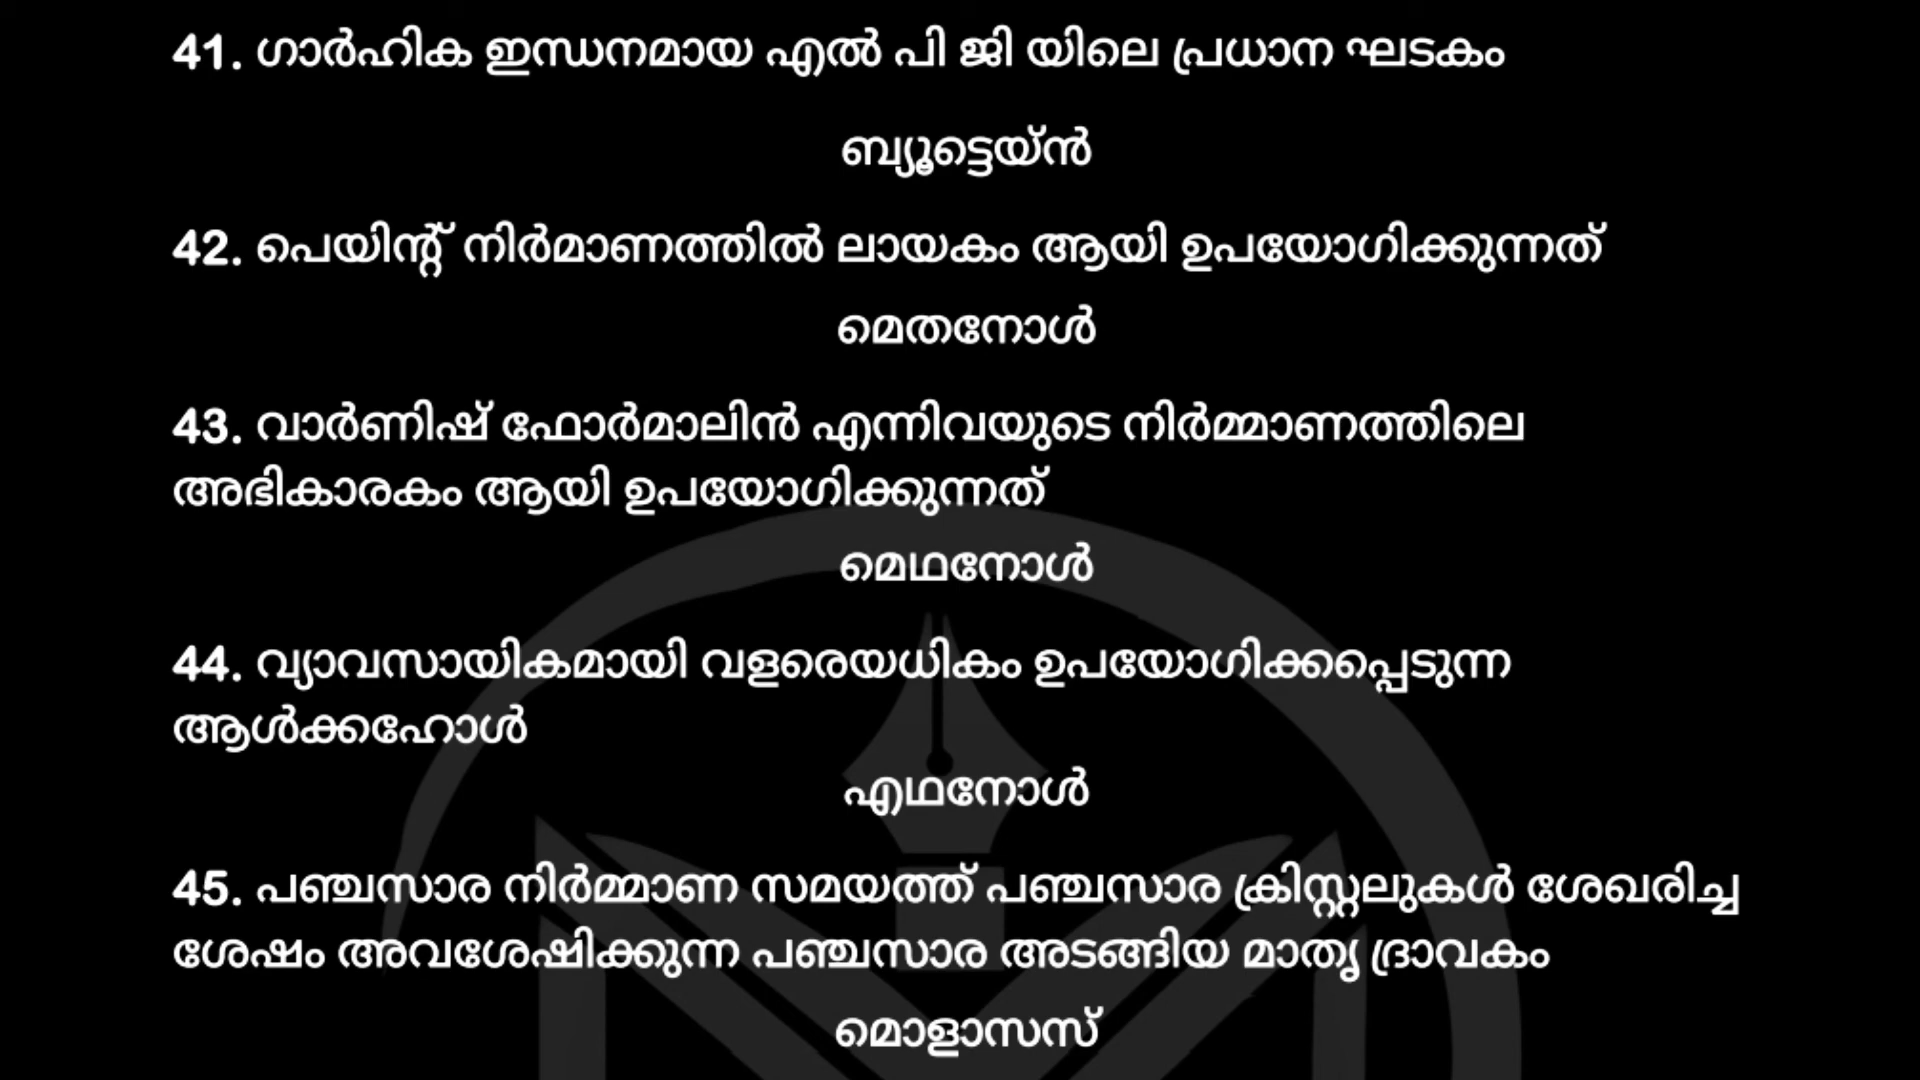 41. ഗാർഹിക ഇന്ധനമായ എൽ പി ജി യിലെ പ്രധാന ഘടകം
ബ്യൂട്ടെയ്ൻ
42. പെയിന്റ് നിർമാണത്തിൽ ലായകം ആയി ഉപയോഗിക്കുന്നത്
മെതനോൾ
43. വാർണിഷ് ഫോർമാലിൻ എന്നിവയുടെ നിർമ്മാണത്തിലെ
അഭികാരകം ആയി ഉപയോഗിക്കുന്നത്
മെഥനോൾ
44. വ്യാവസായികമായി വളരെയധികം ഉപയോഗിക്കപ്പെടുന്ന
ആൾക്കഹോൾ
എഥനോൾ
45. പഞ്ചസാര നിർമ്മാണ സമയത്ത് പഞ്ചസാര ക്രിസ്റ്റലുകൾ ശേഖരിച്ച
ശേഷം അവശേഷിക്കുന്ന പഞ്ചസാര അടങ്ങിയ മാതൃ ദ്രാവകം
മൊളാസസ്